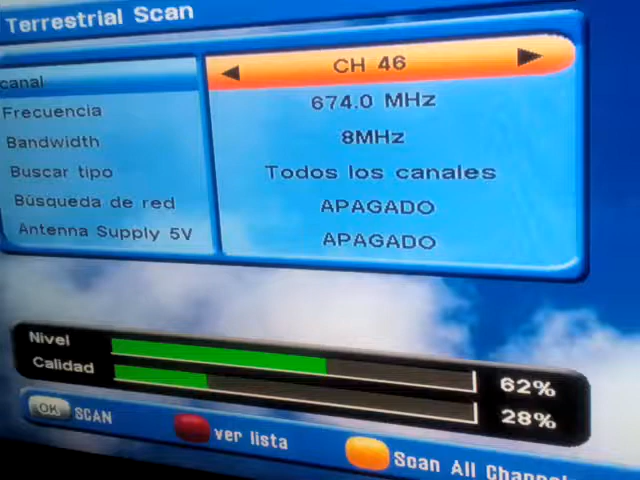 Terrestrial Scan
canal
CH 46
Frecuencia
674.0 MHz
Bandwidth
8MHz
Buscar tipo
Todos los canales
Búsqueda de red
APAGADO
Antenna Supply 5V
APAGADO
Nivel
62%
Calidad
28%
OK SCAN
ver lista
Scan All Channel